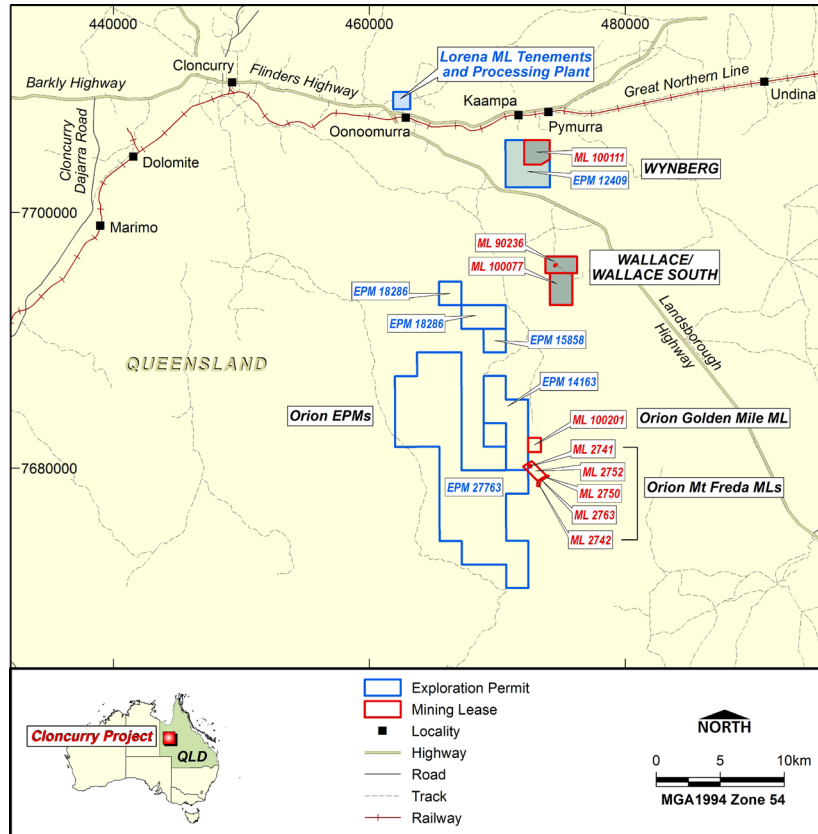 440000
460000
480000
Cloncurry
Barkly Highway
Flinders Highway
Lorena ML Tenements
and Processing Plant
Great Northern Line
Kaampa
Undina
Oonoomurra
Pymurra
Cloncurry
Dajarra Road
Dolomite
ML 100111
WYNBERG
EPM 12409
7700000
Marimo
ML 90236
ML 100077
WALLACE/
WALLACE SOUTH
EPM 18286
EPM 18286
Landsborough
Highway
EPM 15858
QUEENSLAND
EPM 14163
Orion EPMs
ML 100201
Orion Golden Mile ML
ML 2741
7680000
ML 2752
EPM 27763
ML 2750
Orion Mt Freda MLs
ML 2763
ML 2742
Cloncurry Project
QLD
Exploration Permit
Mining Lease
Locality
Highway
Road
Track
Railway
NORTH
0 5 10km
MGA1994 Zone 54